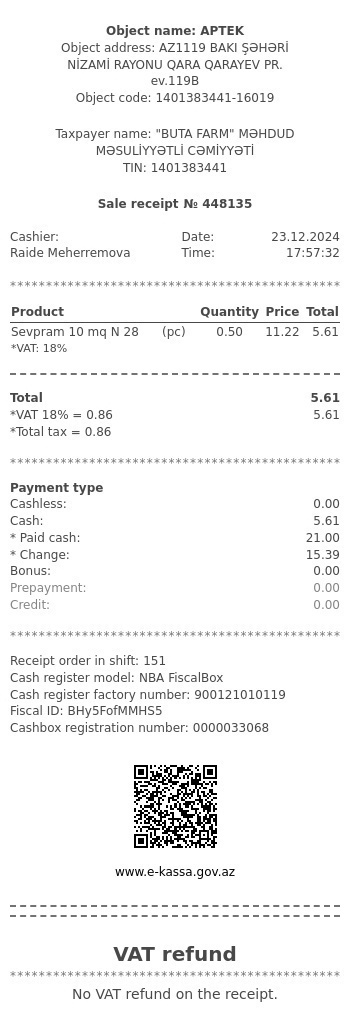 Object name: APTEK
Object address: AZ1119 BAKI ŞƏHƏRİ
NİZAMİ RAYONU QARA QARAYEV PR.
ev.119B
Object code: 1401383441-16019
Taxpayer name: "BUTA FARM" MƏHDUD
MƏSULİYYƏTLİ CƏMİYYƏTİ
TIN: 1401383441
Sale receipt № 448135
Cashier: Date: 23.12.2024
Raide Meherremova Time: 17:57:32
********************************************
Product Quantity Price Total
Sevpram 10 mq N 28 (pc) 0.50 11.22 5.61
*VAT: 18%
Total 5.61
*VAT 18% = 0.86 5.61
*Total tax = 0.86
********************************************
Payment type
Cashless: 0.00
Cash: 5.61
* Paid cash: 21.00
* Change: 15.39
Bonus: 0.00
Prepayment: 0.00
Credit: 0.00
********************************************
Receipt order in shift: 151
Cash register model: NBA FiscalBox
Cash register factory number: 900121010119
Fiscal ID: BHy5FofMMHS5
Cashbox registration number: 0000033068
www.e-kassa.gov.az
VAT refund
********************************************
No VAT refund on the receipt.